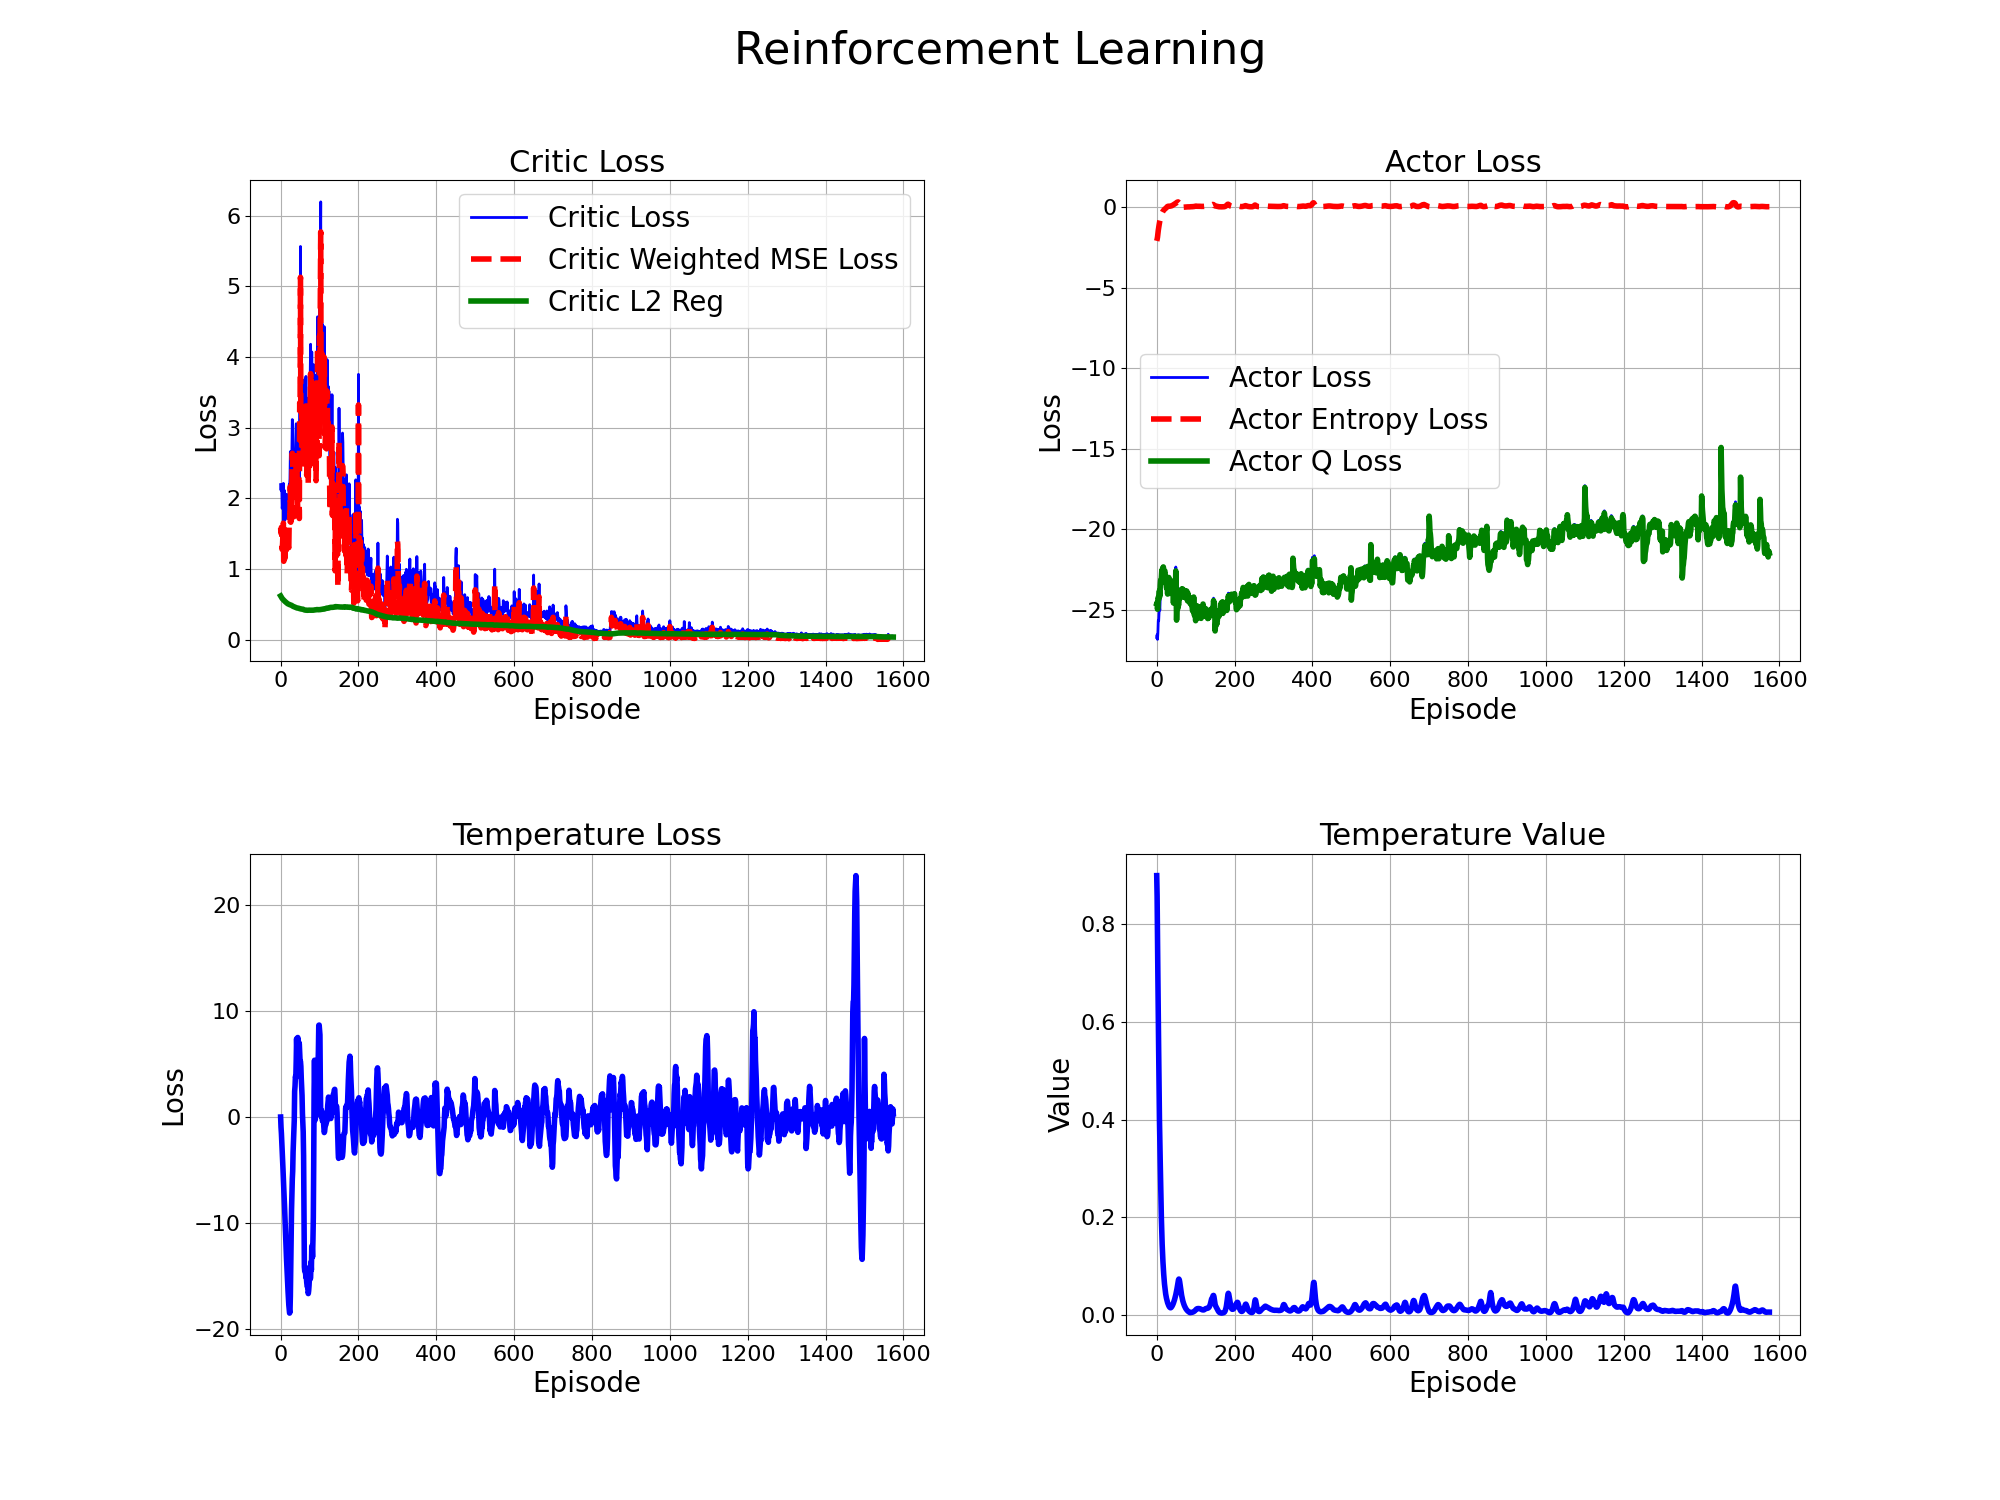 Reinforcement Learning
Critic Loss
Loss
6
5
4
3
2
1
0
Critic Loss
Critic Weighted MSE Loss
Critic L2 Reg
0 200 400 600 800 1000 1200 1400 1600
Episode
Actor Loss
Loss
0
−5
−10
−15
−20
−25
Actor Loss
Actor Entropy Loss
Actor Q Loss
0 200 400 600 800 1000 1200 1400 1600
Episode
Temperature Loss
Loss
20
10
0
−10
−20
0 200 400 600 800 1000 1200 1400 1600
Episode
Temperature Value
Value
0.8
0.6
0.4
0.2
0.0
0 200 400 600 800 1000 1200 1400 1600
Episode